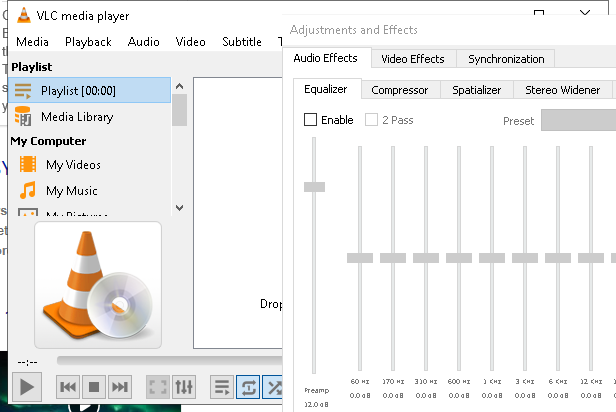 VLC media player
Media Playback Audio Video Subtitle T
Playlist
Playlist [00:00]
Media Library
My Computer
My Videos
My Music
My Pictures
Drop
--:--
Adjustments and Effects
Audio Effects Video Effects Synchronization
Equalizer Compressor Spatializer Stereo Widener
Enable 2 Pass Preset
60 Hz 170 Hz 310 Hz 600 Hz 1 KHz 3 KHz 6 KHz 12 KHz
Preamp 0.0 dB 0.0 dB 0.0 dB 0.0 dB 0.0 dB 0.0 dB 0.0 dB 0.0 dB
12.0 dB